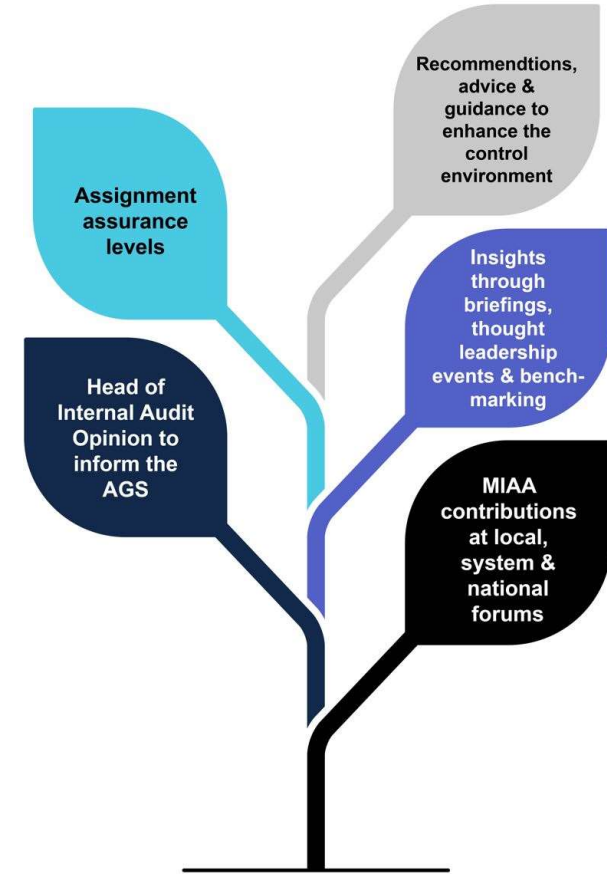 Recommendtions,
advice &
guidance to
enhance the
control
environment
Assignment
assurance
levels
Insights
through
briefings,
thought
leadership
events & bench-
marking
Head of
Internal Audit
Opinion to
inform the
AGS
MIAA
contributions
at local,
system &
national
forums